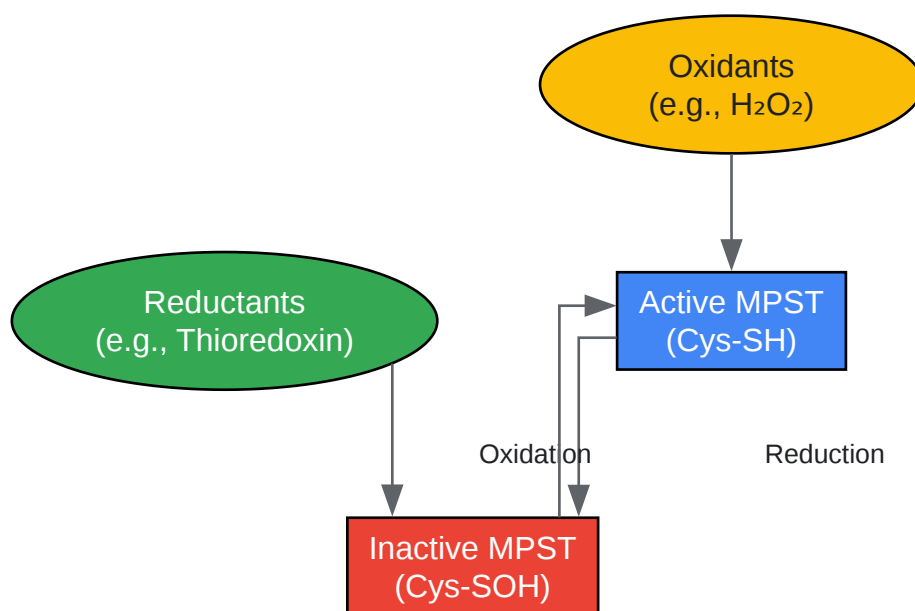 Oxidants
(e.g., H₂O₂)
Reductants
(e.g., Thioredoxin)
Active MPST
(Cys-SH)
Oxidation
Reduction
Inactive MPST
(Cys-SOH)